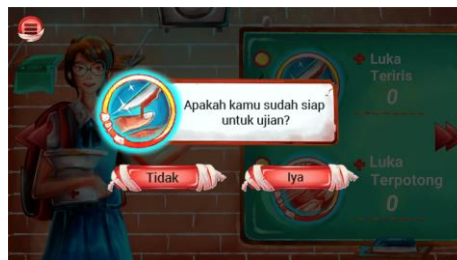 Luka
Teriris
0
Apakah kamu sudah siap
untuk ujian?
Tidak
Iya
Luka
Terpotong
0